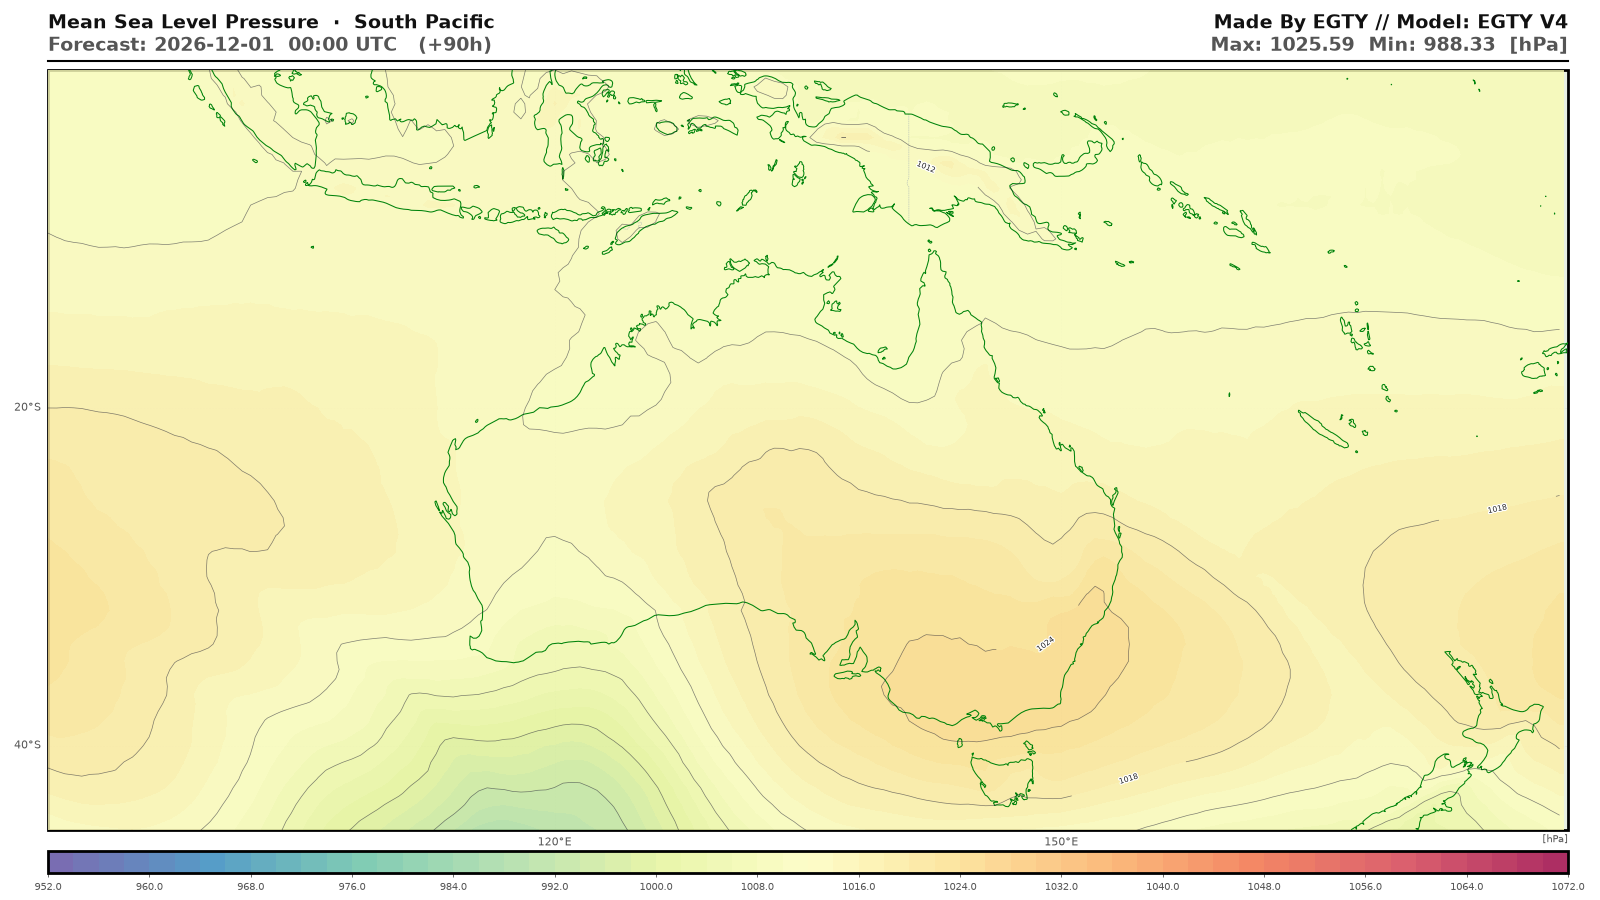 Mean Sea Level Pressure · South Pacific
Made By EGTY // Model: EGTY V4
Forecast: 2026-12-01 00:00 UTC (+90h)
Max: 1025.59 Min: 988.33 [hPa]
1012
20°S
1018
1024
40°S
1018
120°E
150°E
[hPa]
952.0 960.0 968.0 976.0 984.0 992.0 1000.0 1008.0 1016.0 1024.0 1032.0 1040.0 1048.0 1056.0 1064.0 1072.0